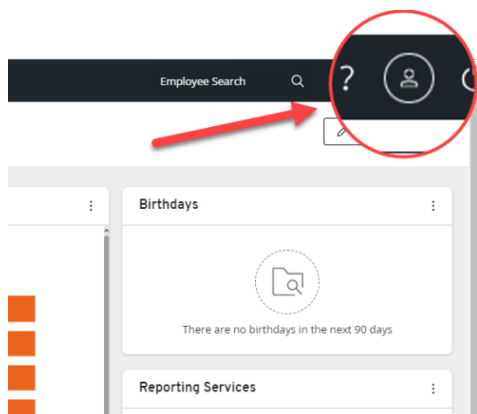 Employee Search
?
Birthdays
There are no birthdays in the next 90 days
Reporting Services